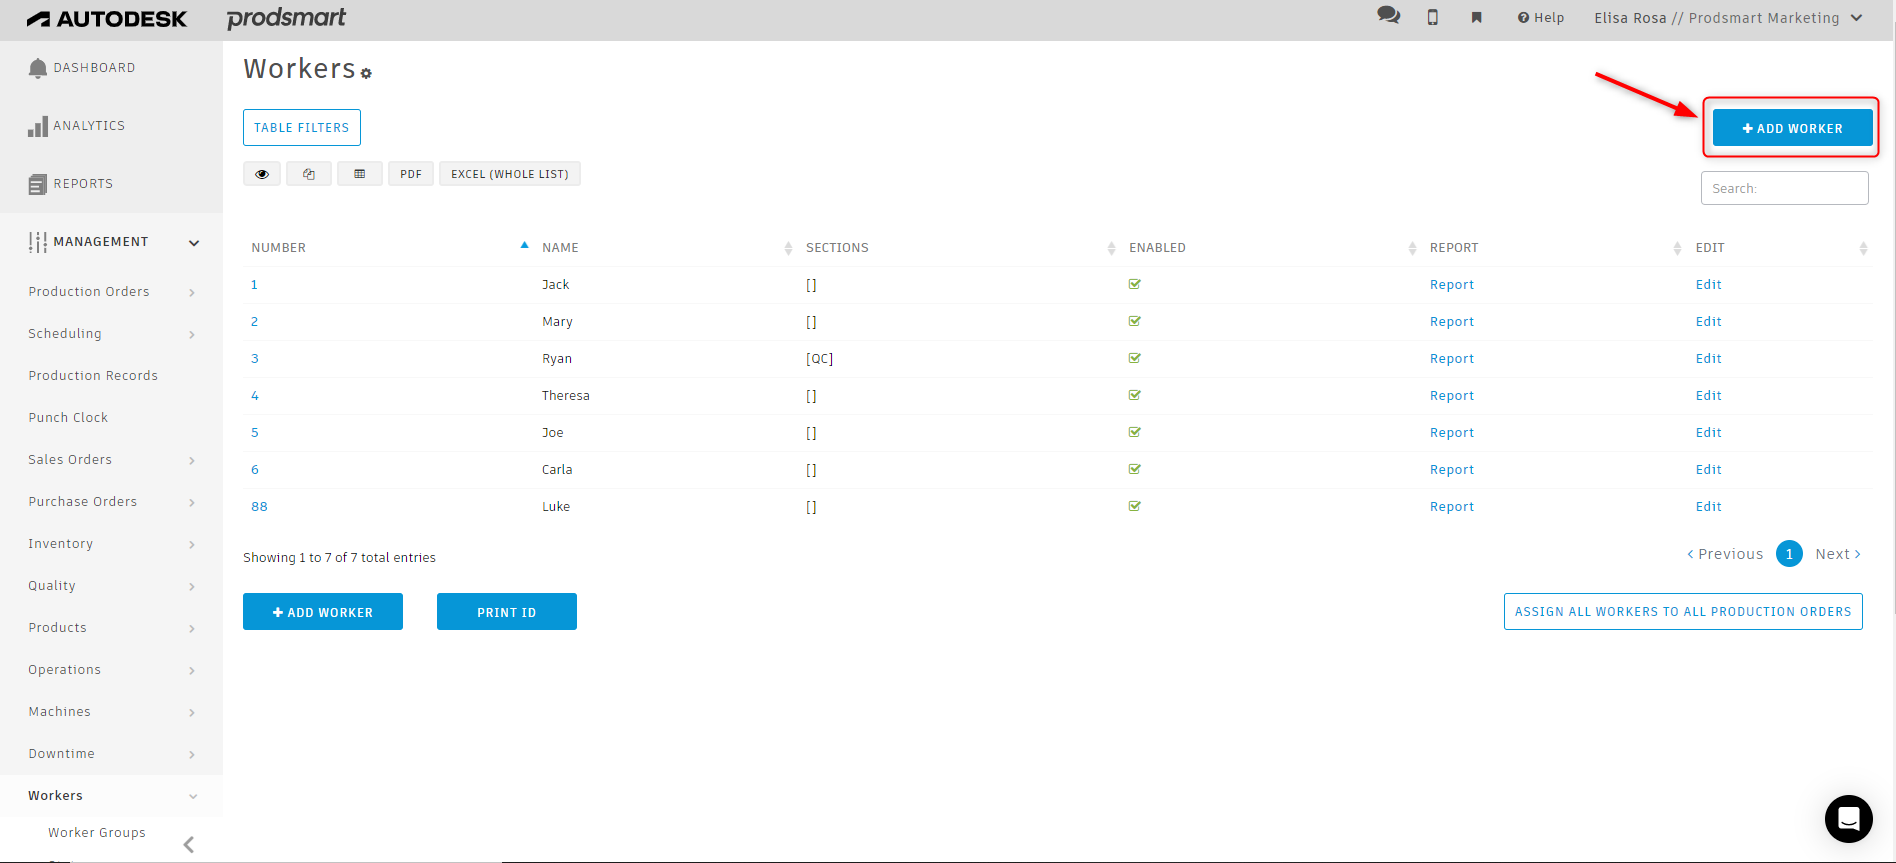 AUTODESK prodsmart
Help Elisa Rosa // Prodsmart Marketing
DASHBOARD
ANALYTICS
REPORTS
MANAGEMENT
Production Orders
Scheduling
Production Records
Punch Clock
Sales Orders
Purchase Orders
Inventory
Quality
Products
Operations
Machines
Downtime
Workers
Worker Groups
Workers
TABLE FILTERS
+ ADD WORKER
PDF EXCEL (WHOLE LIST)
Search:
NUMBER NAME SECTIONS ENABLED REPORT EDIT
1 Jack [] Report Edit
2 Mary [] Report Edit
3 Ryan [QC] Report Edit
4 Theresa [] Report Edit
5 Joe [] Report Edit
6 Carla [] Report Edit
88 Luke [] Report Edit
Showing 1 to 7 of 7 total entries
‹ Previous 1 Next ›
+ ADD WORKER PRINT ID ASSIGN ALL WORKERS TO ALL PRODUCTION ORDERS